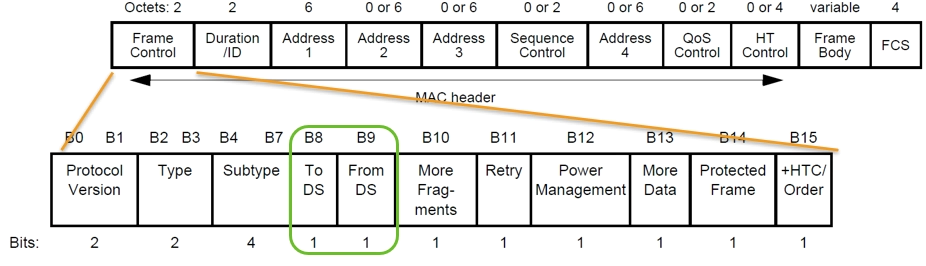 Octets: 2 2 6 0 or 6 0 or 6 0 or 2 0 or 6 0 or 2 0 or 4 variable 4
Frame Control Duration /ID Address 1 Address 2 Address 3 Sequence Control Address 4 QoS Control HT Control Frame Body FCS
MAC header
B0 B1 B2 B3 B4 B7 B8 B9 B10 B11 B12 B13 B14 B15
Protocol Version Type Subtype To DS From DS More Frag- ments Retry Power Management More Data Protected Frame +HTC/ Order
Bits: 2 2 4 1 1 1 1 1 1 1 1